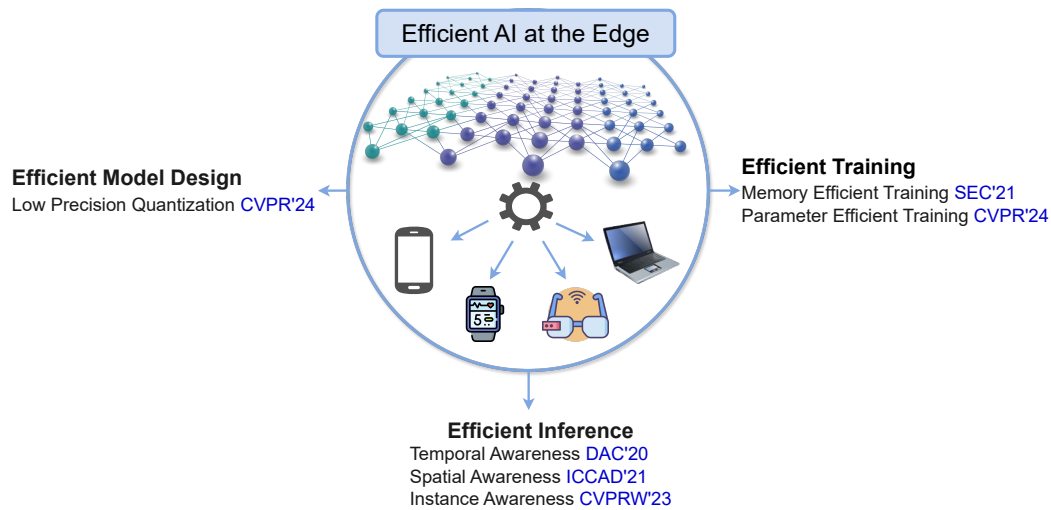 Efficient AI at the Edge
Efficient Model Design
Low Precision Quantization CVPR'24
Efficient Training
Memory Efficient Training SEC'21
Parameter Efficient Training CVPR'24
5
Efficient Inference
Temporal Awareness DAC'20
Spatial Awareness ICCAD'21
Instance Awareness CVPRW'23